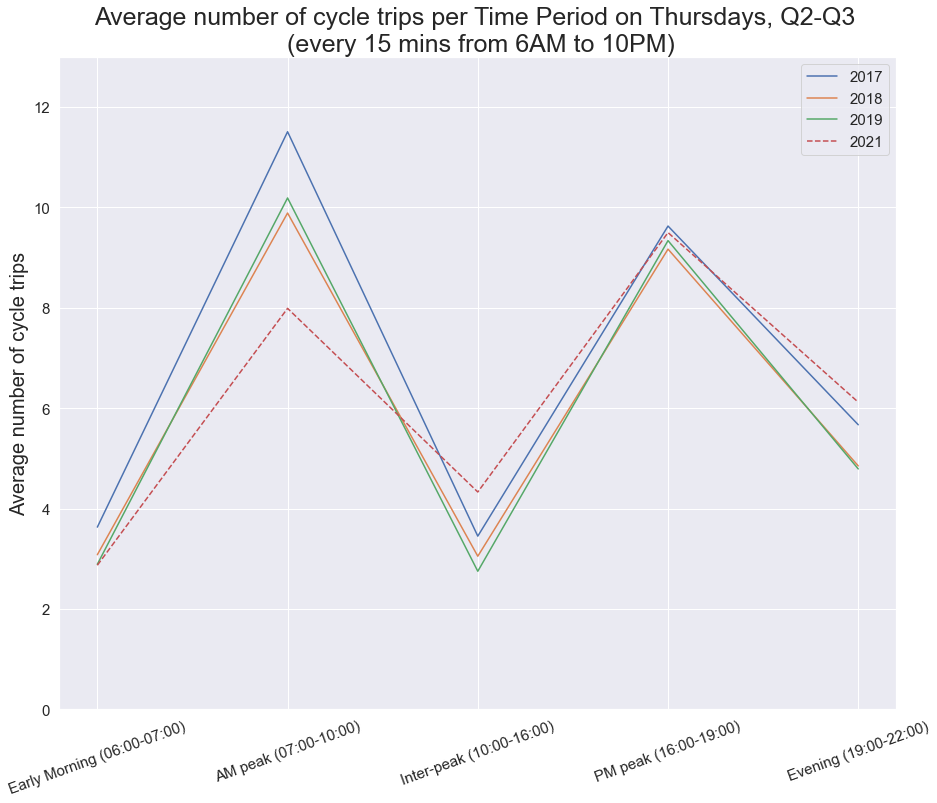 Average number of cycle trips per Time Period on Thursdays, Q2-Q3
(every 15 mins from 6AM to 10PM)
2017
2018
2019
2021
Average number of cycle trips
12
10
8
6
4
2
0
Early Morning (06:00-07:00)
AM peak (07:00-10:00)
Inter-peak (10:00-16:00)
PM peak (16:00-19:00)
Evening (19:00-22:00)